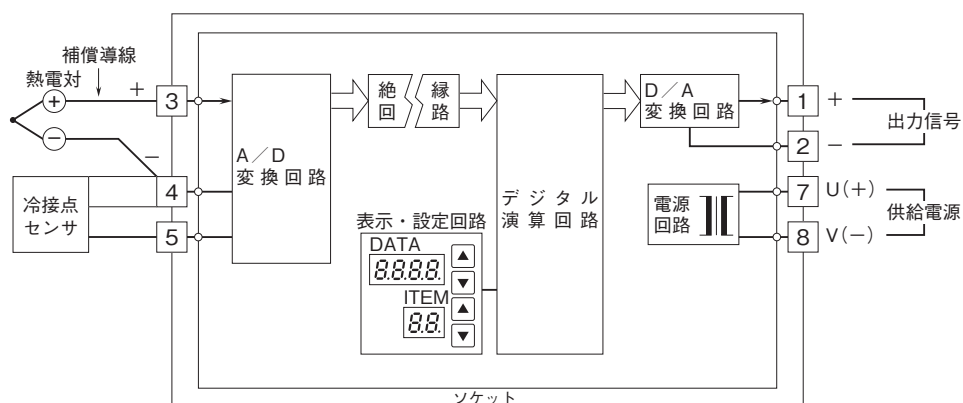 補償導線
熱電対
+
+
−
−
3
4
5
冷接点
センサ
A／D
変換回路
絶 縁
回 路
デジタル
演算回路
表示・設定回路
DATA
8.8.8.8.
ITEM
8.8.
▲
▼
▲
▼
D／A
変換回路
電源
回路
1
+
2
−
出力信号
7
U(+)
8
V(−)
供給電源
ソケット